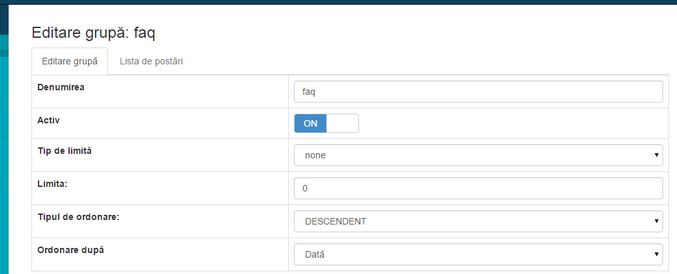 Editare grupă: faq
Editare grupă Lista de postări
Denumirea faq
Activ ON
Tip de limită none
Limita: 0
Tipul de ordonare: DESCENDENT
Ordonare după Dată